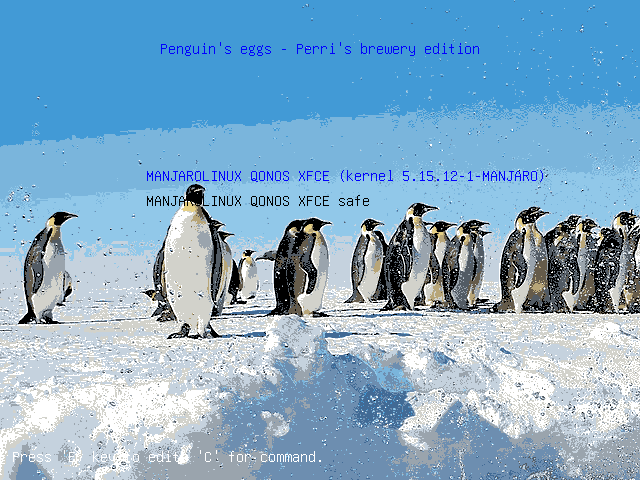 Penguin's eggs - Perri's brewery edition
MANJAROLINUX QONOS XFCE (kernel 5.15.12-1-MANJARO)
MANJAROLINUX QONOS XFCE safe
Press 'E' key to edit, 'C' for command.